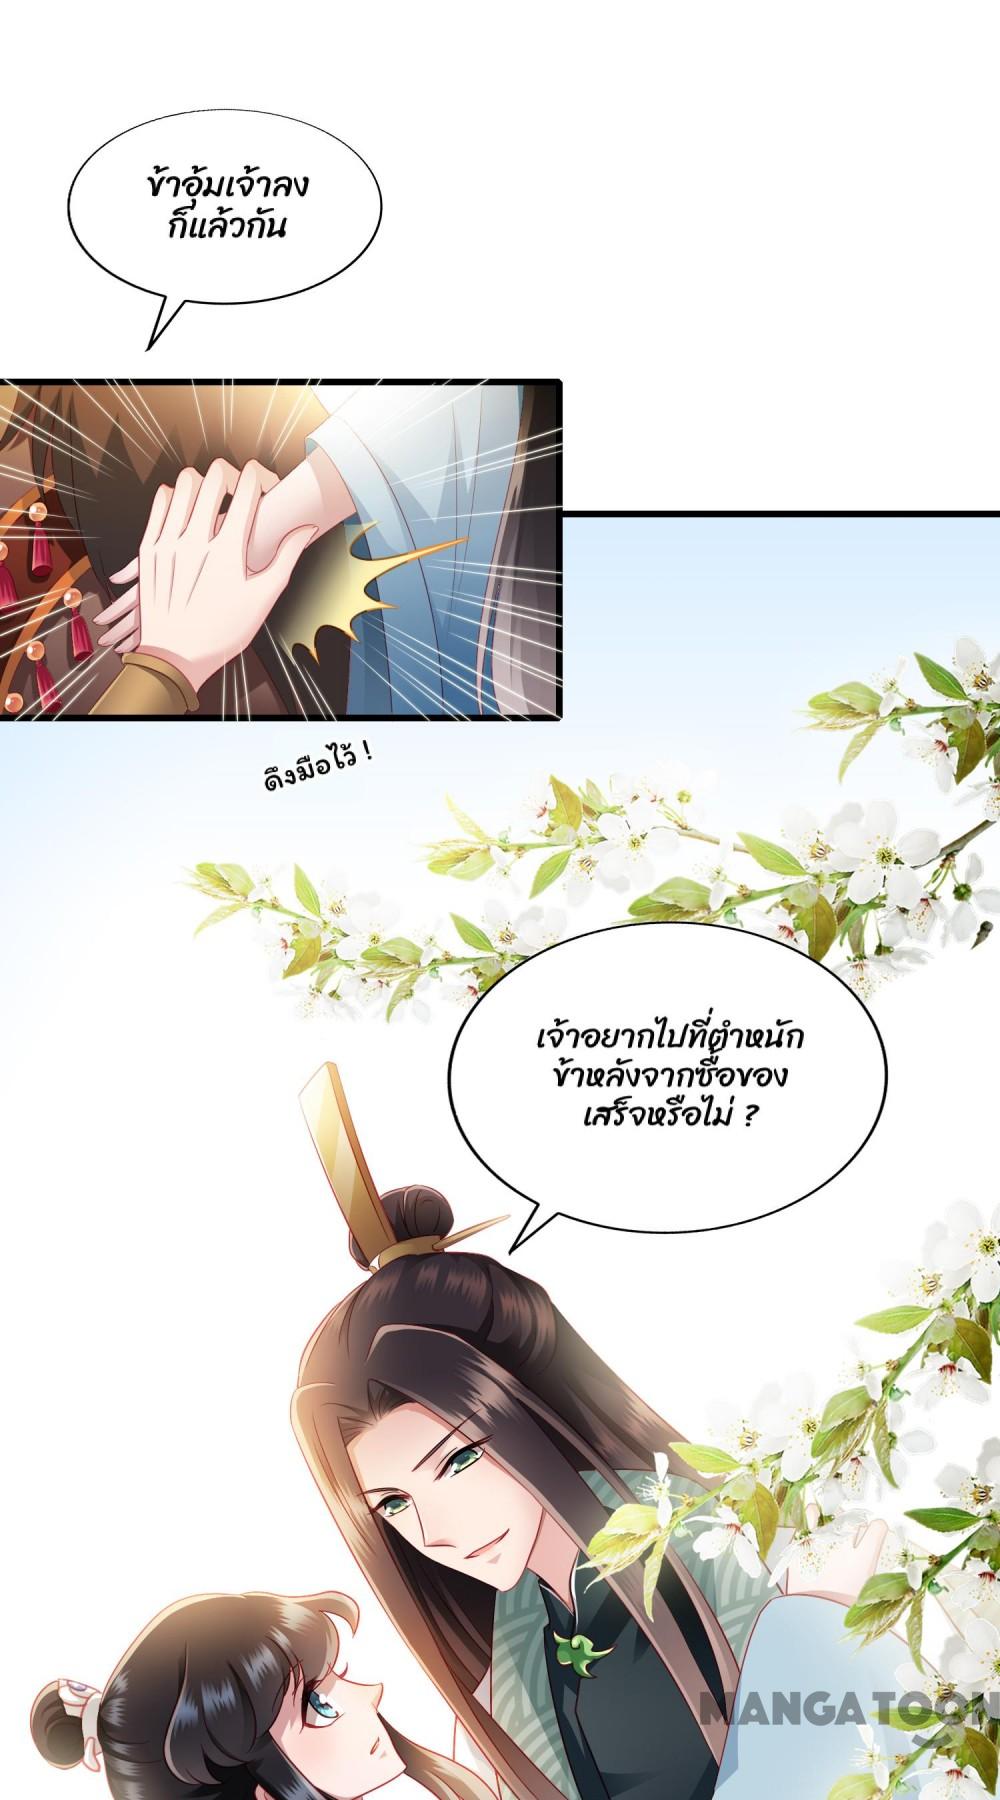 ข้าอุ้มเจ้าลง
ก็แล้วกัน
ดึงมือไว้ !
เจ้าอยากไปที่ตำหนัก
ข้าหลังจากซื้อของ
เสร็จหรือไม่ ?
MANGATOON